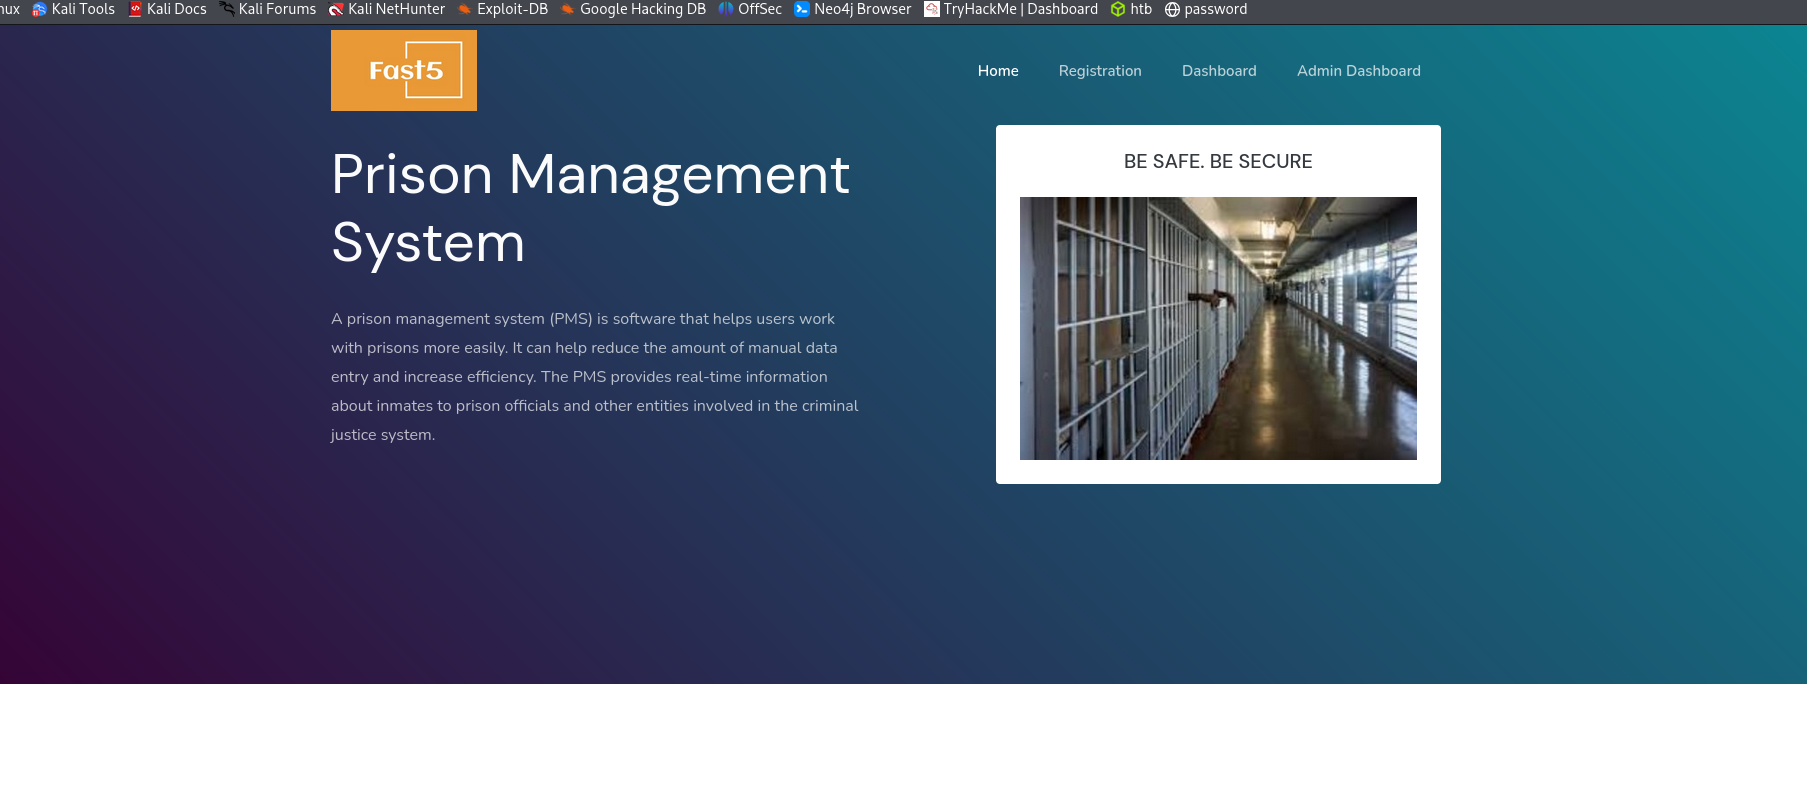 Kali Tools Kali Docs Kali Forums Kali NetHunter Exploit-DB Google Hacking DB OffSec Neo4j Browser TryHackMe | Dashboard htb password
Fast5
Home Registration Dashboard Admin Dashboard
Prison Management
System
A prison management system (PMS) is software that helps users work
with prisons more easily. It can help reduce the amount of manual data
entry and increase efficiency. The PMS provides real-time information
about inmates to prison officials and other entities involved in the criminal
justice system.
BE SAFE. BE SECURE